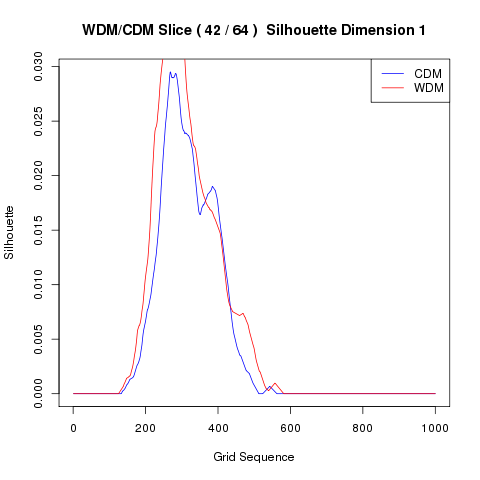 WDM/CDM Slice ( 42 / 64 )  Silhouette Dimension 1
CDM
WDM
Silhouette
0.030
0.025
0.020
0.015
0.010
0.005
0.000
0 200 400 600 800 1000
Grid Sequence